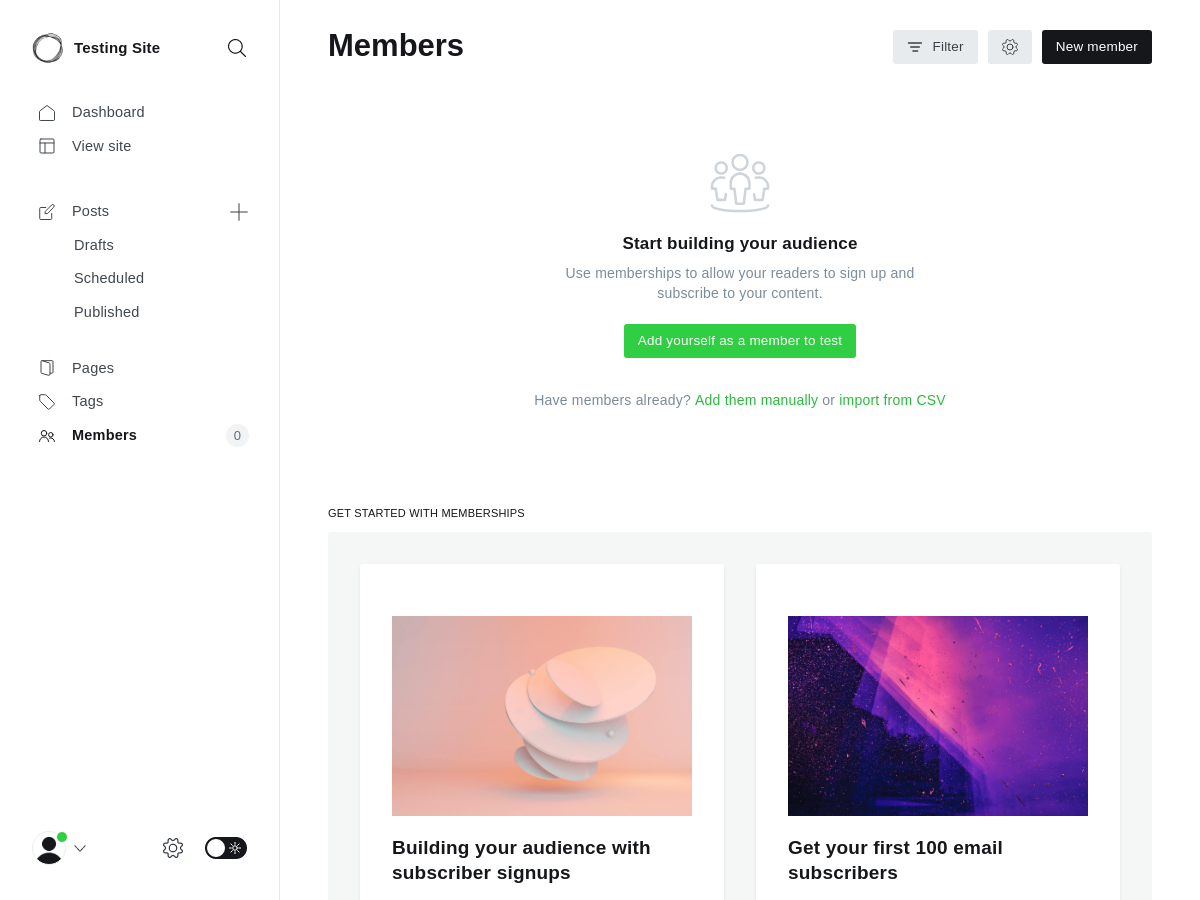 Testing Site
Dashboard
View site
Posts
Drafts
Scheduled
Published
Pages
Tags
Members
0
Members
Filter
New member
Start building your audience
Use memberships to allow your readers to sign up and
subscribe to your content.
Add yourself as a member to test
Have members already? Add them manually or import from CSV
GET STARTED WITH MEMBERSHIPS
Building your audience with
subscriber signups
Get your first 100 email
subscribers